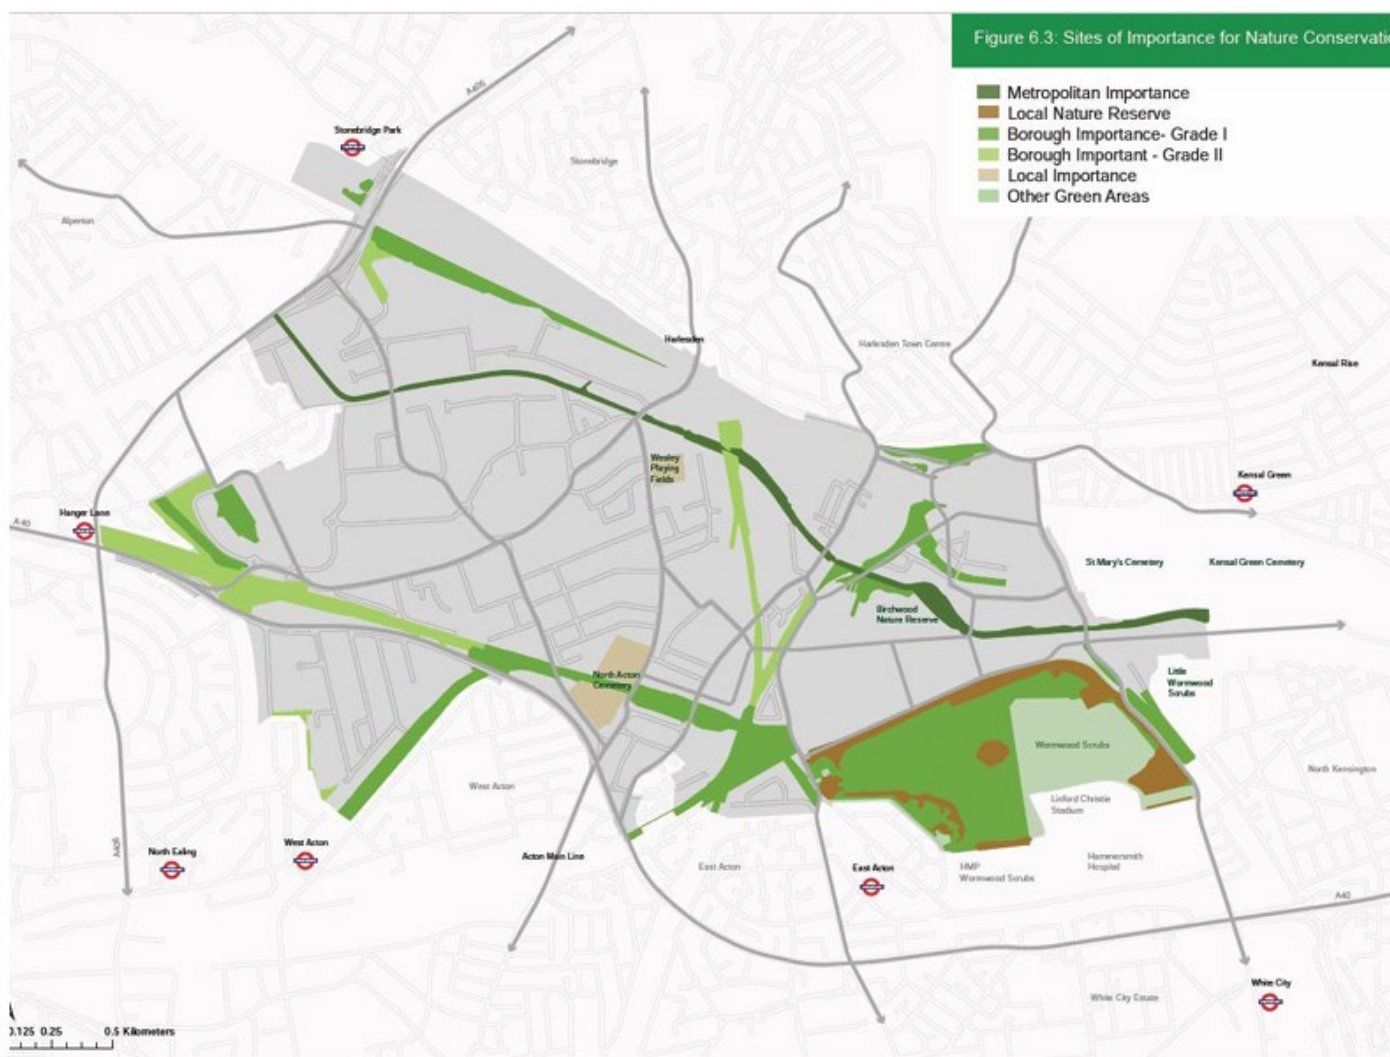 Figure 6.3: Sites of Importance for Nature Conservatio
Metropolitan Importance
Local Nature Reserve
Borough Importance- Grade I
Borough Important - Grade II
Local Importance
Other Green Areas
A406
Stonebridge Park
Stonebridge
Alperton
Harlesden
Harlesden Town Centre
Kensal Rise
Wesley
Playing
Fields
Kensal Green
Hanger Lane
A40
St Mary's Cemetery
Kensal Green Cemetery
Birchwood
Nature Reserve
North Acton
Cemetery
Little
Wormwood
Scrubs
Wormwood Scrubs
North Kensington
West Acton
Linford Christie
Stadium
A406
North Ealing
West Acton
Acton Main Line
East Acton
East Acton
HMP
Wormwood Scrubs
Hammersmith
Hospital
A40
White City
White City Estate
0.125 0.25 0.5 Kilometers